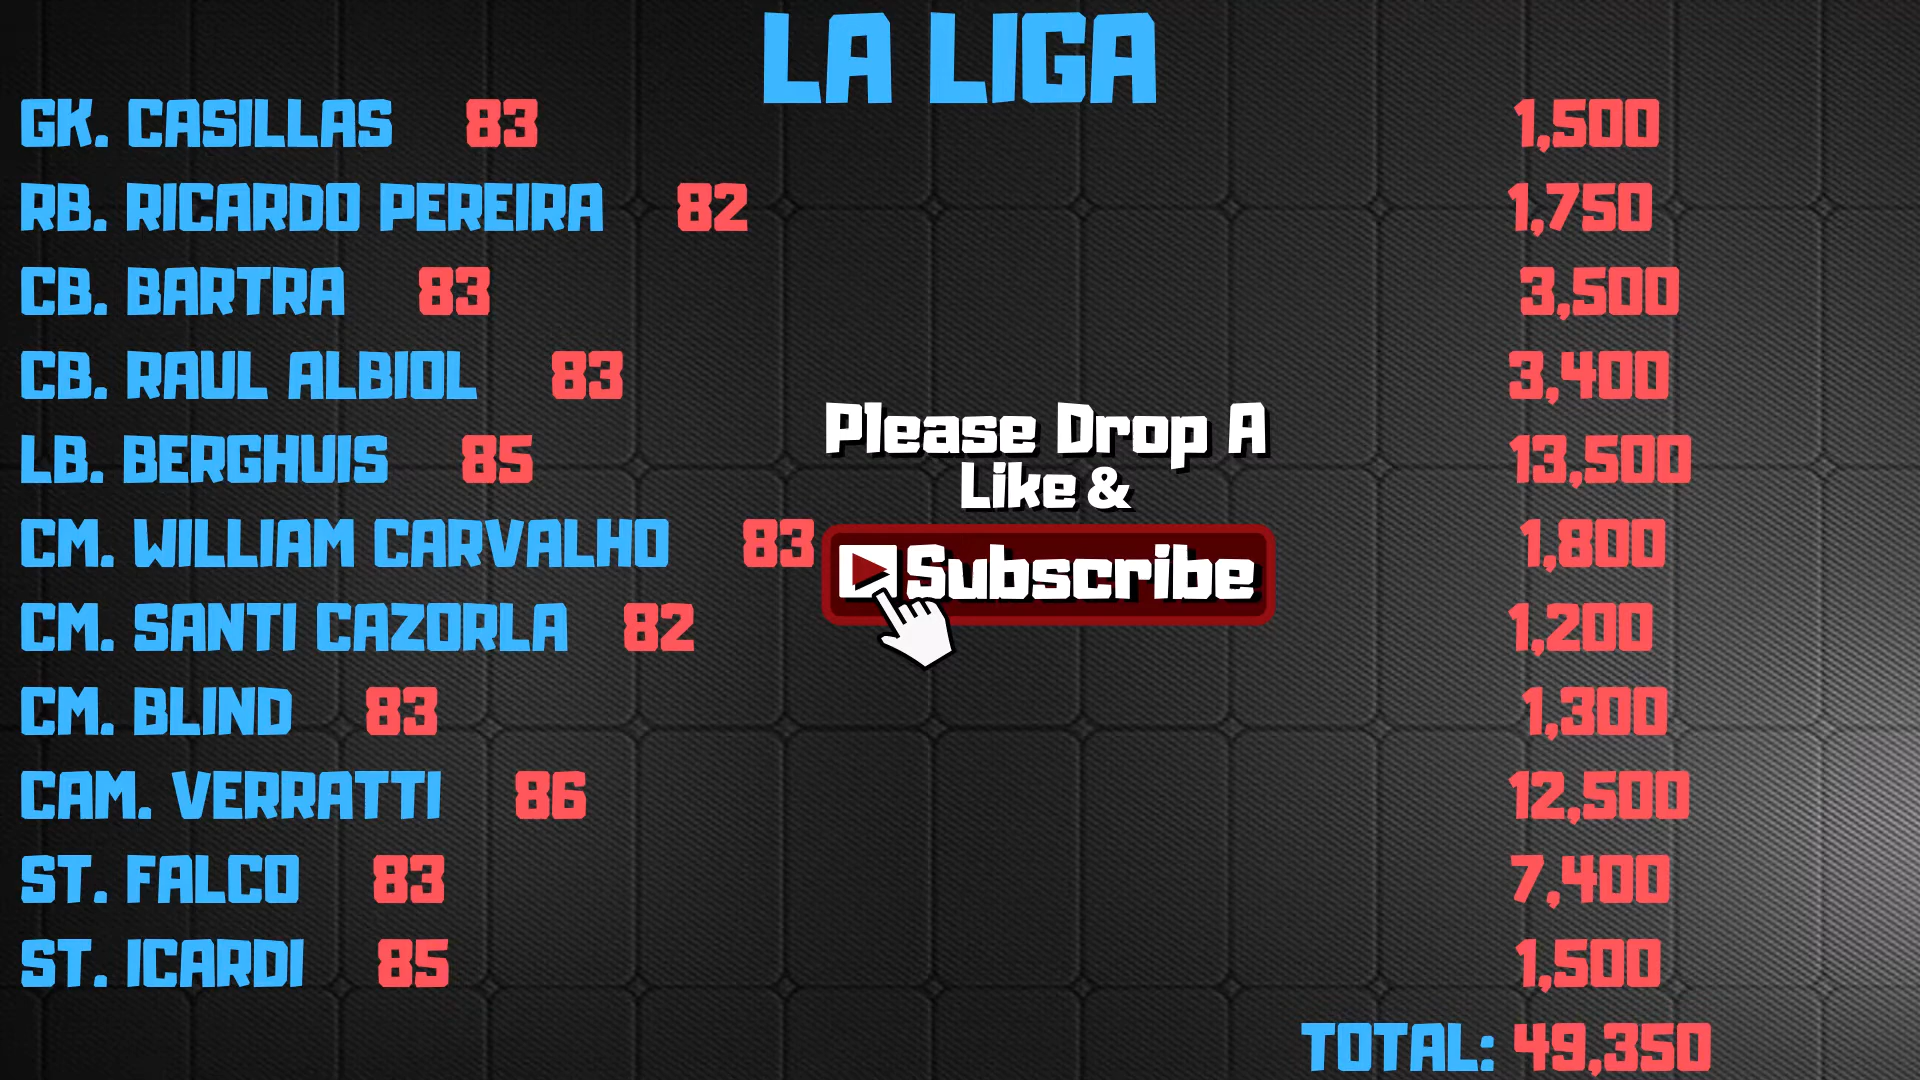 LA LIGA
GK. CASILLAS 83 1,500
RB. RICARDO PEREIRA 82 1,750
CB. BARTRA 83 3,500
CB. RAUL ALBIOL 83 3,400
Please Drop A
LB. BERGHUIS 85 13,500
Like &
CM. WILLIAM CARVALHO 83 1,800
Subscribe
CM. SANTI CAZORLA 82 1,200
CM. BLIND 83 1,300
CAM. VERRATTI 86 12,500
ST. FALCO 83 7,400
ST. ICARDI 85 1,500
TOTAL: 49,350